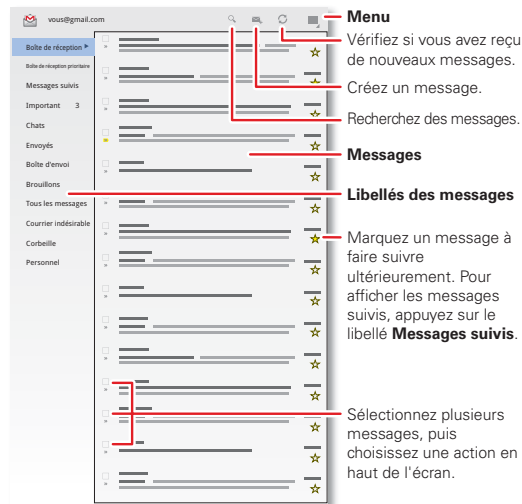 vous@gmail.com
Boîte de réception
Boîte de réception prioritaire
Messages suivis
Important 3
Chats
Envoyés
Boîte d'envoi
Brouillons
Tous les messages
Courrier indésirable
Corbeille
Personnel
Menu
Vérifiez si vous avez reçu
de nouveaux messages.
Créez un message.
Recherchez des messages.
Messages
Libellés des messages
Marquez un message à
faire suivre
ultérieurement. Pour
afficher les messages
suivis, appuyez sur le
libellé Messages suivis.
Sélectionnez plusieurs
messages, puis
choisissez une action en
haut de l'écran.